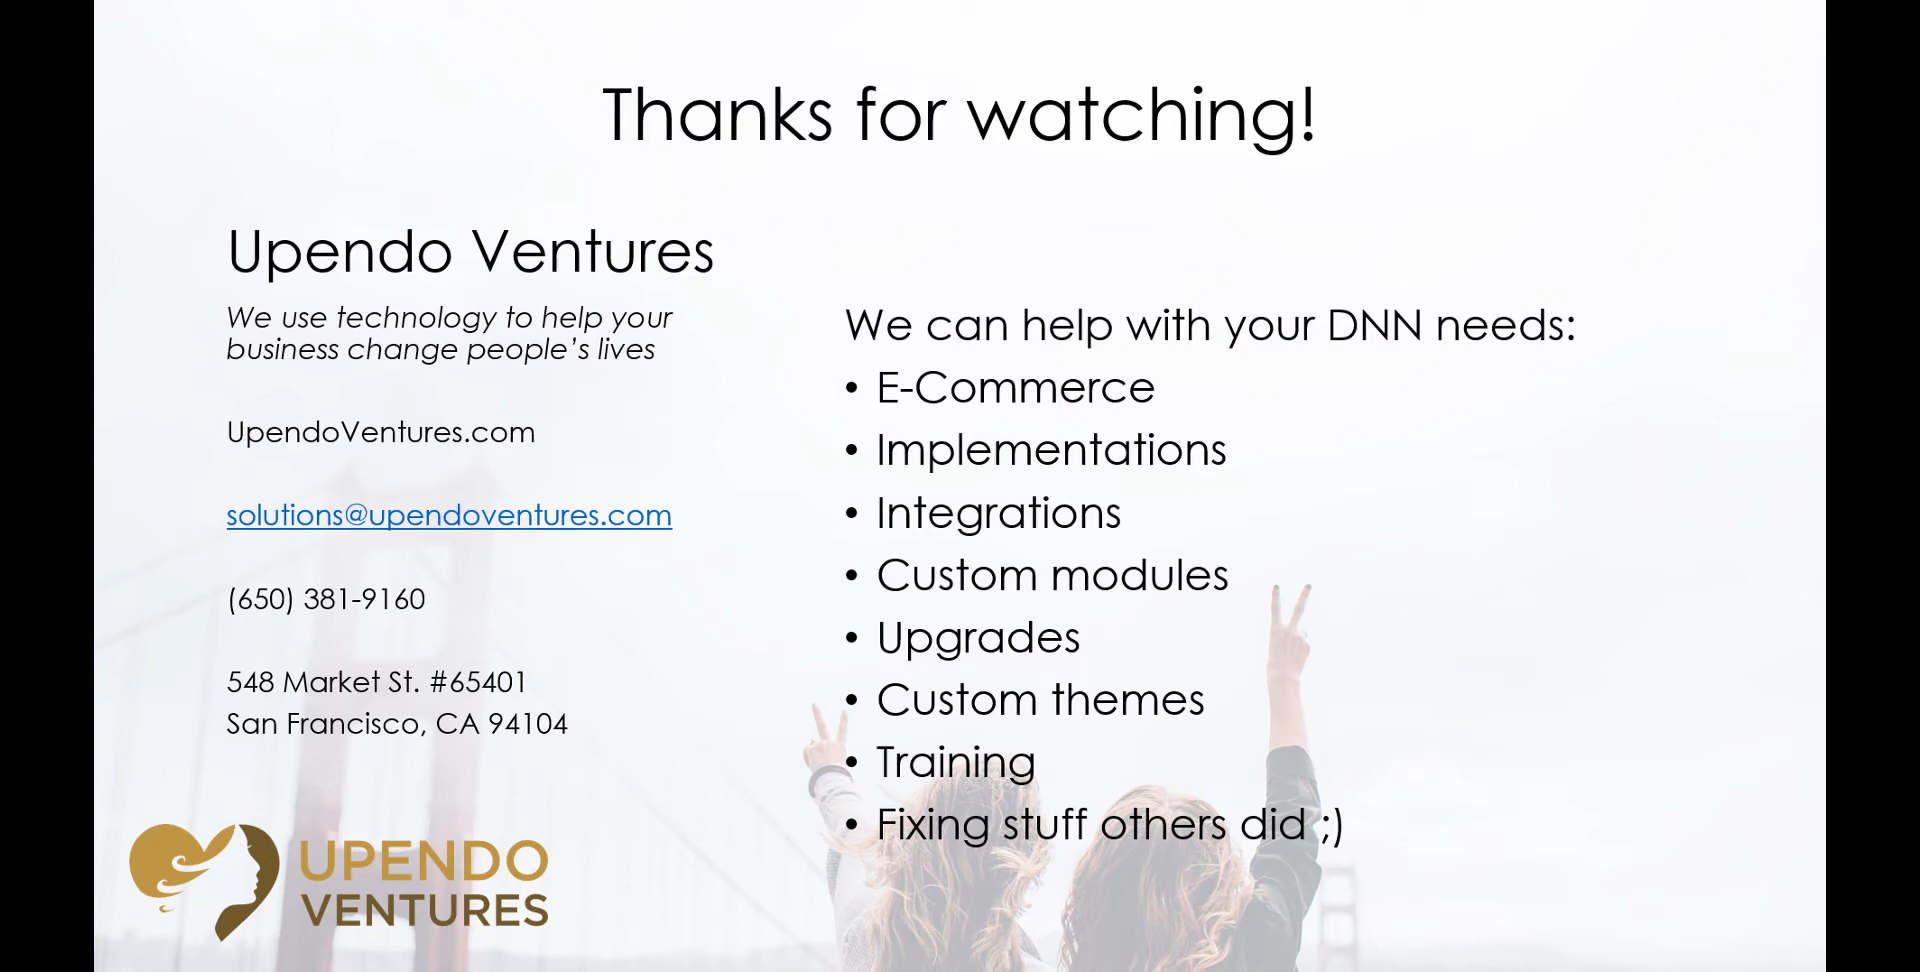 Thanks for watching!
Upendo Ventures
We use technology to help your
business change people’s lives
UpendoVentures.com
solutions@upendoventures.com
(650) 381-9160
548 Market St. #65401
San Francisco, CA 94104
We can help with your DNN needs:
• E-Commerce
• Implementations
• Integrations
• Custom modules
• Upgrades
• Custom themes
• Training
• Fixing stuff others did ;)
UPENDO
VENTURES